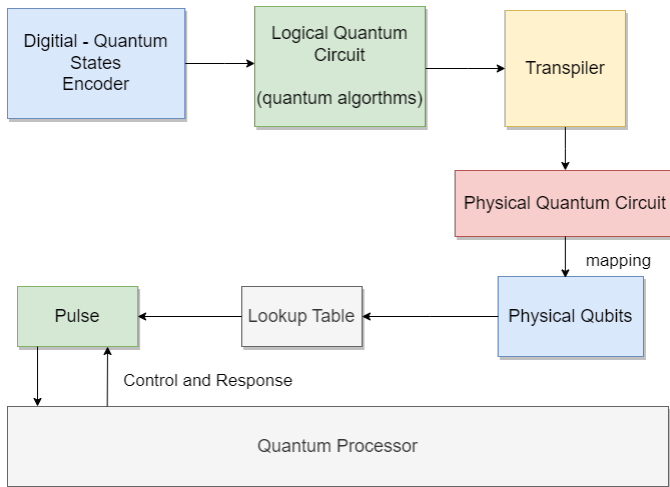 Digitial - Quantum
States
Encoder
Logical Quantum
Circuit
(quantum algorthms)
Transpiler
Physical Quantum Circuit
mapping
Physical Qubits
Lookup Table
Pulse
Control and Response
Quantum Processor